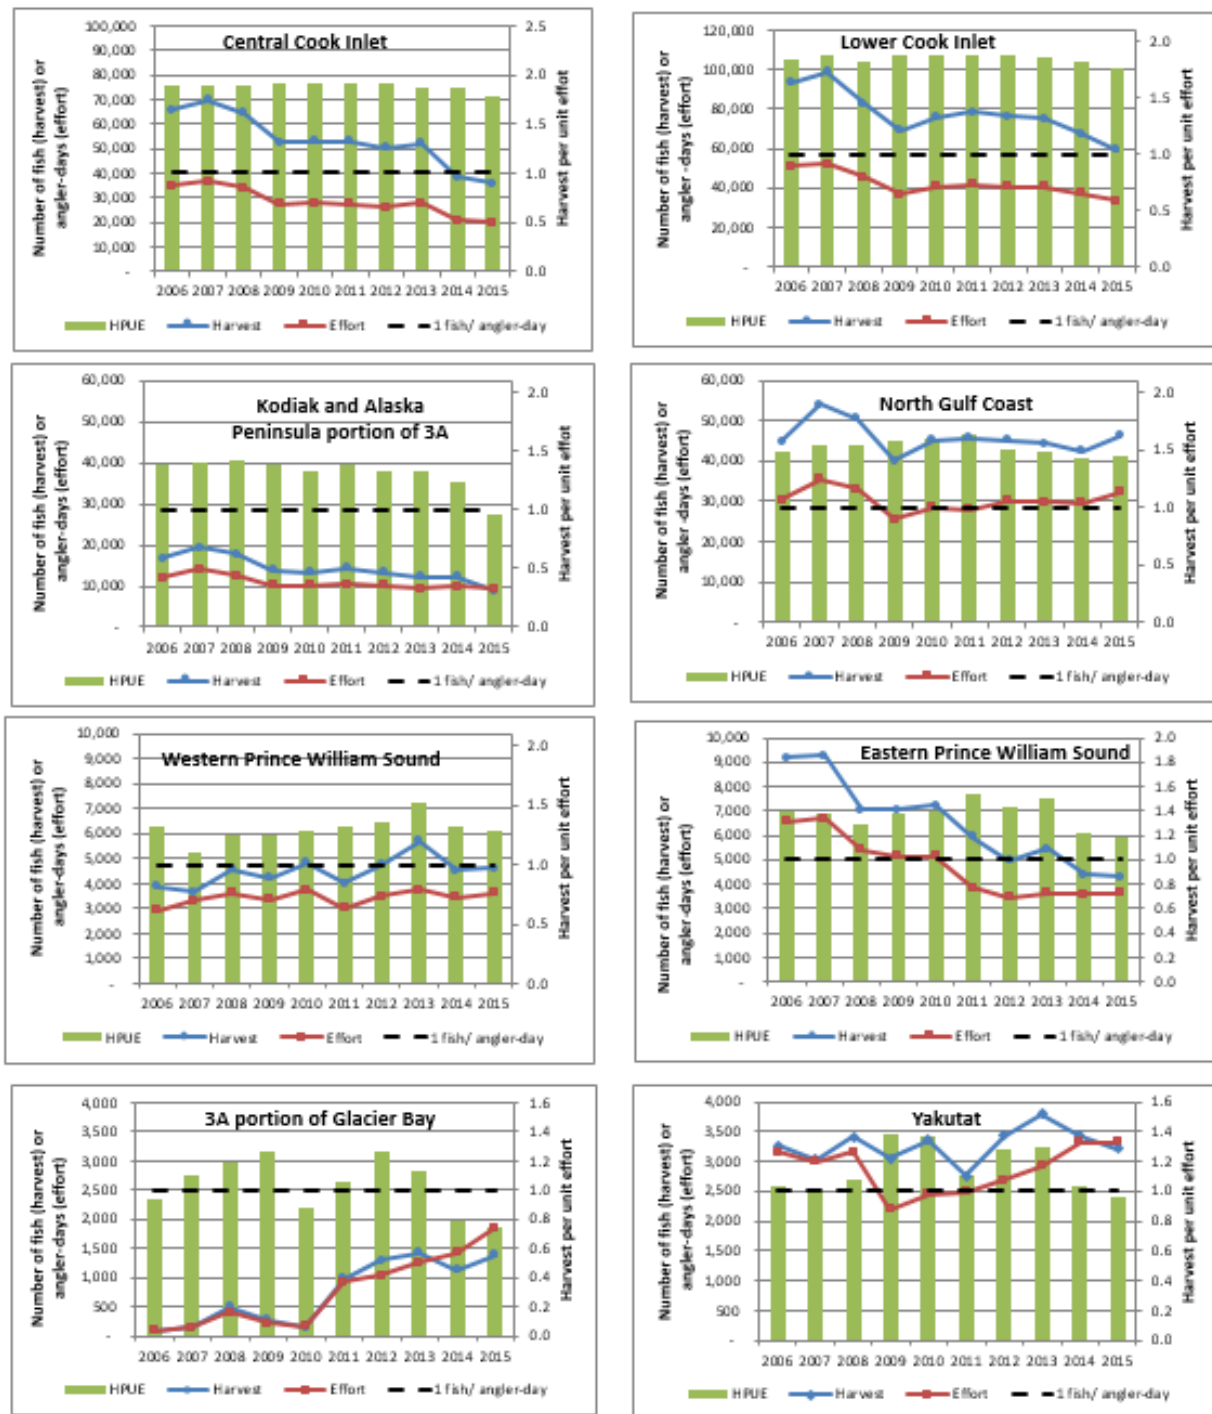 Central Cook Inlet
Number of fish (harvest) or
angler-days (effort)
100,000
90,000
80,000
70,000
60,000
50,000
40,000
30,000
20,000
10,000
-
2.5
2.0
1.5
1.0
0.5
0.0
Harvest per unit effot
2006 2007 2008 2009 2010 2011 2012 2013 2014 2015
HPUE Harvest Effort 1 fish/ angler-day
Lower Cook Inlet
Number of fish (harvest) or
angler -days (effort)
120,000
100,000
80,000
60,000
40,000
20,000
-
2.0
1.5
1.0
0.5
0.0
Harvest per unit effort
2006 2007 2008 2009 2010 2011 2012 2013 2014 2015
HPUE Harvest Effort 1 fish/ angler-day
Kodiak and Alaska
Peninsula portion of 3A
Number of fish (harvest) or
angler-days (effort)
60,000
50,000
40,000
30,000
20,000
10,000
-
2.0
1.5
1.0
0.5
0.0
Harvest per unit effot
2006 2007 2008 2009 2010 2011 2012 2013 2014 2015
HPUE Harvest Effort 1 fish/ angler-day
North Gulf Coast
Number of fish (harvest) or
angler -days (effort)
60,000
50,000
40,000
30,000
20,000
10,000
-
2.0
1.5
1.0
0.5
0.0
Harvest per unit effort
2006 2007 2008 2009 2010 2011 2012 2013 2014 2015
HPUE Harvest Effort 1 fish/ angler-day
Western Prince William Sound
Number of fish (harvest) or
angler-days (effort)
10,000
9,000
8,000
7,000
6,000
5,000
4,000
3,000
2,000
1,000
-
2.0
1.5
1.0
0.5
0.0
Harvest per unit effort
2006 2007 2008 2009 2010 2011 2012 2013 2014 2015
HPUE Harvest Effort 1 fish/ angler-day
Eastern Prince William Sound
Number of fish (harvest) or
angler-days (effort)
10,000
9,000
8,000
7,000
6,000
5,000
4,000
3,000
2,000
1,000
-
2.0
1.8
1.6
1.4
1.2
1.0
0.8
0.6
0.4
0.2
0.0
Harvest per unit effort
2006 2007 2008 2009 2010 2011 2012 2013 2014 2015
HPUE Harvest Effort 1 fish/ angler-day
3A portion of Glacier Bay
Number of fish (harvest) or
angler-days (effort)
4,000
3,500
3,000
2,500
2,000
1,500
1,000
500
-
1.6
1.4
1.2
1.0
0.8
0.6
0.4
0.2
0.0
Harvest per unit effort
2006 2007 2008 2009 2010 2011 2012 2013 2014 2015
HPUE Harvest Effort 1 fish/ angler-day
Yakutat
Number of fish (harvest) or
angler-days (effort)
4,000
3,500
3,000
2,500
2,000
1,500
1,000
500
-
1.6
1.4
1.2
1.0
0.8
0.6
0.4
0.2
0.0
Harvest per unit effort
2006 2007 2008 2009 2010 2011 2012 2013 2014 2015
HPUE Harvest Effort 1 fish/ angler-day